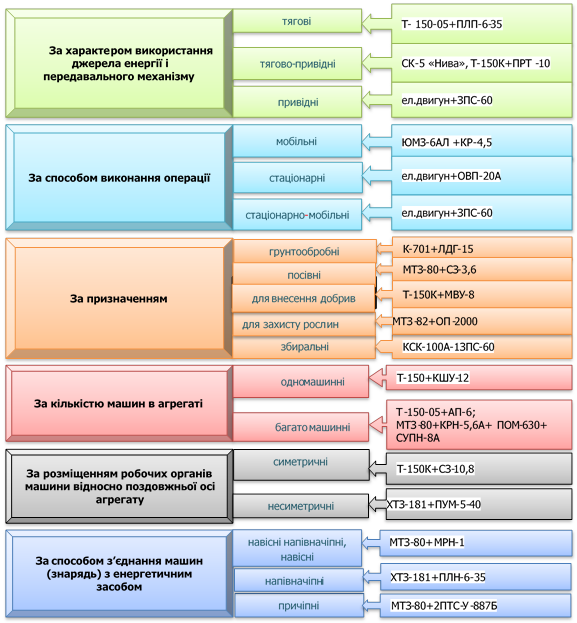 За характером використання
джерела енергії і
передавального механізму
тягові
Т- 150-05+ПЛП-6-35
тягово-привідні
СК-5 «Нива», Т-150К+ПРТ -10
привідні
ел.двигун+ЗПС-60
За способом виконання операції
мобільні
ЮМЗ-6АЛ +КР-4,5
стаціонарні
ел.двигун+ОВП-20А
стаціонарно-мобільні
ел.двигун+ЗПС-60
За призначенням
грунтообробні
К-701+ЛДГ-15
посівні
МТЗ-80+СЗ-3,6
для внесення добрив
Т-150К+МВУ-8
для захисту рослин
МТЗ-82+ОП -2000
збиральні
КСК-100А-1ЗПС-60
За кількістю машин в агрегаті
одномашинні
Т-150+КШУ-12
багато машинні
Т -150-05+АП-6;
МТЗ-80+КРН-5,6А+ ПОМ-630+
СУПН-8А
За розміщенням робочих органів
машини відносно поздовжньої осі
агрегату
симетричні
Т-150К+СЗ-10,8
несиметричні
ХТЗ-181+ПУМ-5-40
За способом з’єднання машин
(знарядь) з енергетичним
засобом
навісні напівначіпні,
навісні
МТЗ-80+МРН-1
напівначіпні
ХТЗ-181+ПЛН-6-35
причіпні
МТЗ-80+2ПТС-У -887Б